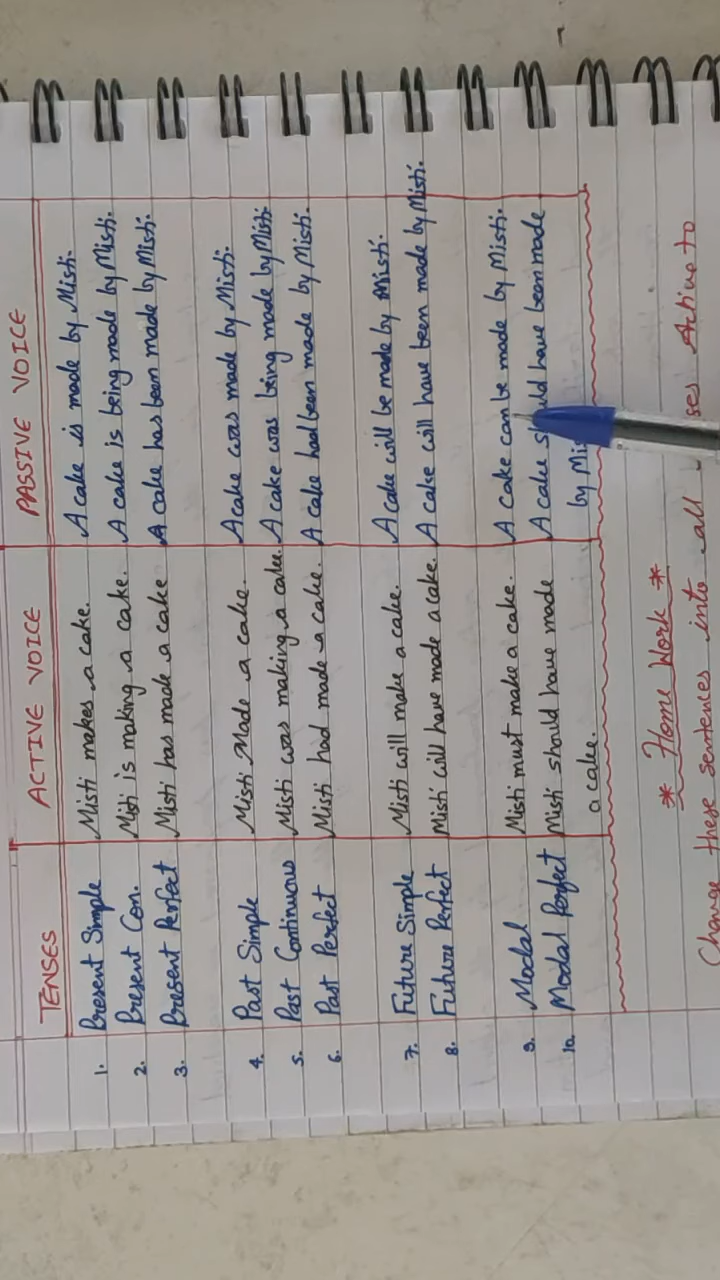 TENSES ACTIVE VOICE PASSIVE VOICE
1. Present Simple Misti makes a cake. A cake is made by Misti.
2. Present Con. Misti is making a cake. A cake is being made by Misti.
3. Present Perfect Misti has made a cake A cake has been made by Misti.
4. Past Simple Misti Made a cake. A cake was made by Misti.
5. Past Continuous Misti was making a cake. A cake was being made by Misti.
6. Past Perfect Misti had made a cake. A cake had been made by Misti.
7. Future Simple Misti will make a cake. A cake will be made by Misti.
8. Future Perfect Misti will have made a cake. A cake will have been made by Misti.
9. Modal Misti must make a cake. A cake can be made by Misti.
10. Modal Perfect Misti should have made A cake should have been made
a cake. by
* Home Work *
Change these sentences into all Active to